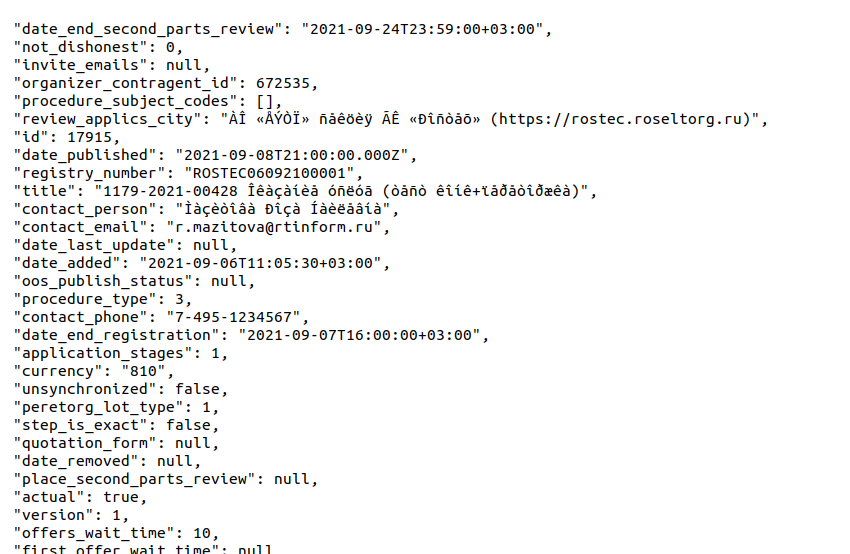 "date_end_second_parts_review": "2021-09-24T23:59:00+03:00",
"not_dishonest": 0,
"invite_emails": null,
"organizer_contragent_id": 672535,
"procedure_subject_codes": [],
"review_applics_city": "ÀÎ «ÅÝÒÏ» ñåêöèÿ ÃÊ «Ðîñòåõ» (https://rostec.roseltorg.ru)",
"id": 17915,
"date_published": "2021-09-08T21:00:00.000Z",
"registry_number": "ROSTEC06092100001",
"title": "1179-2021-00428 Îêàçàíèå óñëóã (òåñò êîíê+ïåðåòîðæêà)",
"contact_person": "Ìàçèòîâà Ðîçà Íàèëåâíà",
"contact_email": "r.mazitova@rtinform.ru",
"date_last_update": null,
"date_added": "2021-09-06T11:05:30+03:00",
"oos_publish_status": null,
"procedure_type": 3,
"contact_phone": "7-495-1234567",
"date_end_registration": "2021-09-07T16:00:00+03:00",
"application_stages": 1,
"currency": "810",
"unsynchronized": false,
"peretorg_lot_type": 1,
"step_is_exact": false,
"quotation_form": null,
"date_removed": null,
"place_second_parts_review": null,
"actual": true,
"version": 1,
"offers_wait_time": 10,
"first_offer_wait_time": null